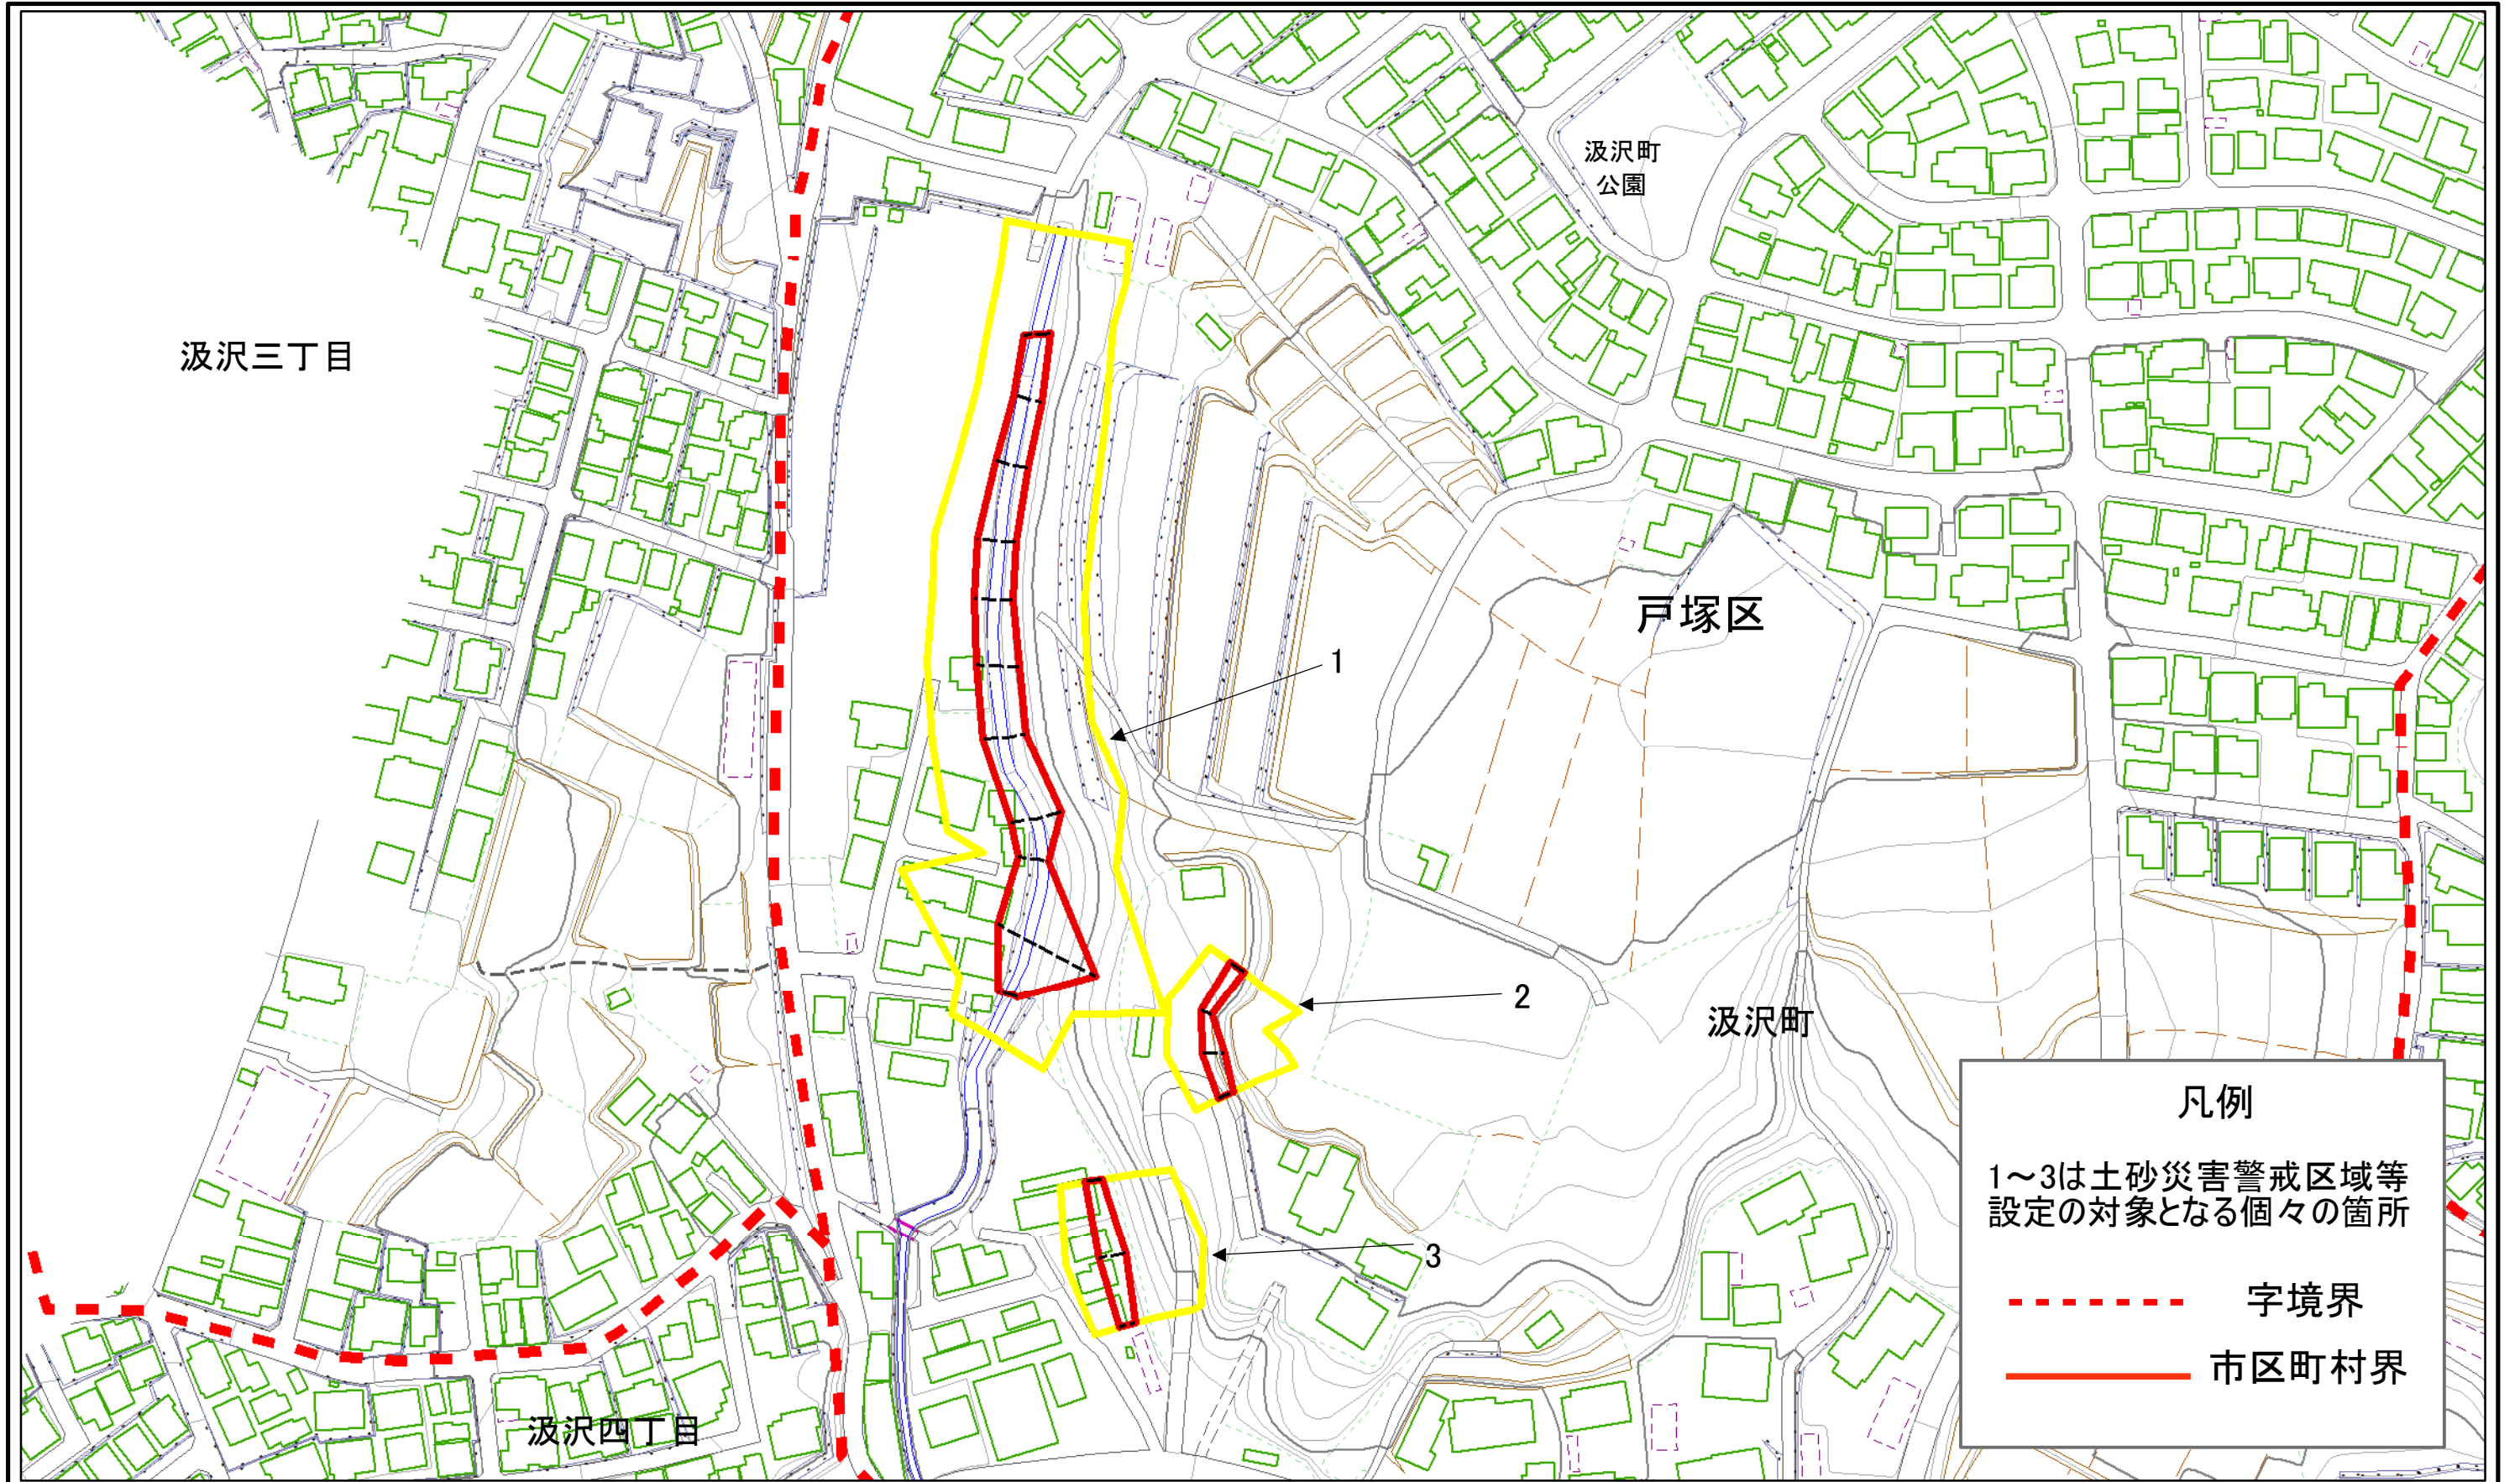 汲沢町
公園
汲沢三丁目
戸塚区
1
2
汲沢町
3
汲沢四丁目
凡例
1～3は土砂災害警戒区域等
設定の対象となる個々の箇所
字境界
市区町村界